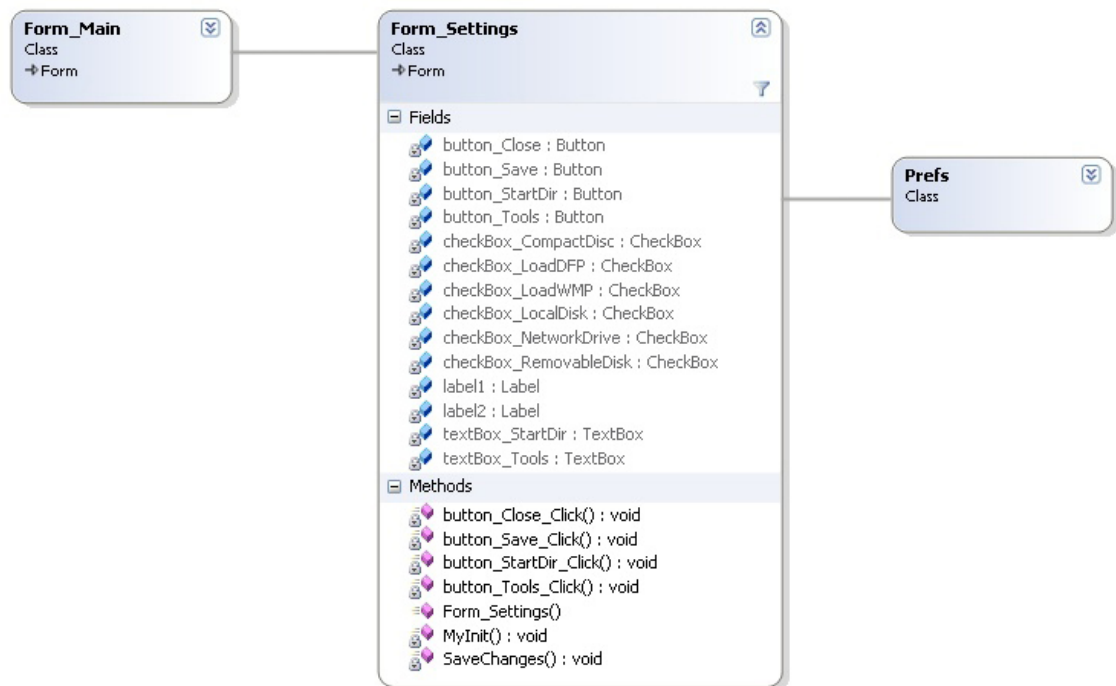 Form_Main
Class
Form
Form_Settings
Class
Form
Fields
button_Close : Button
button_Save : Button
button_StartDir : Button
button_Tools : Button
checkBox_CompactDisc : CheckBox
checkBox_LoadDFP : CheckBox
checkBox_LoadWMP : CheckBox
checkBox_LocalDisk : CheckBox
checkBox_NetworkDrive : CheckBox
checkBox_RemovableDisk : CheckBox
label1 : Label
label2 : Label
textBox_StartDir : TextBox
textBox_Tools : TextBox
Methods
button_Close_Click() : void
button_Save_Click() : void
button_StartDir_Click() : void
button_Tools_Click() : void
Form_Settings()
MyInit() : void
SaveChanges() : void
Prefs
Class